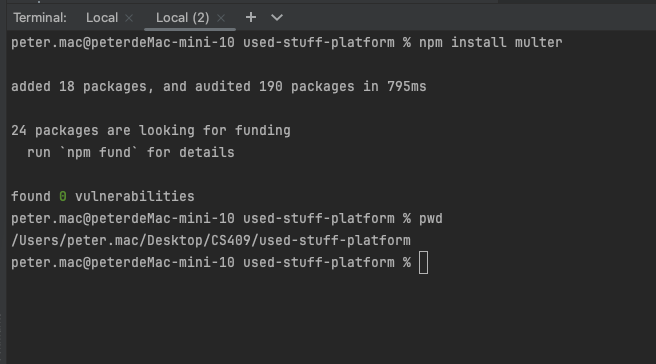 Terminal: Local × Local (2) × +
peter.mac@peterdeMac-mini-10 used-stuff-platform % npm install multer
added 18 packages, and audited 190 packages in 795ms
24 packages are looking for funding
  run `npm fund` for details
found 0 vulnerabilities
peter.mac@peterdeMac-mini-10 used-stuff-platform % pwd
/Users/peter.mac/Desktop/CS409/used-stuff-platform
peter.mac@peterdeMac-mini-10 used-stuff-platform %